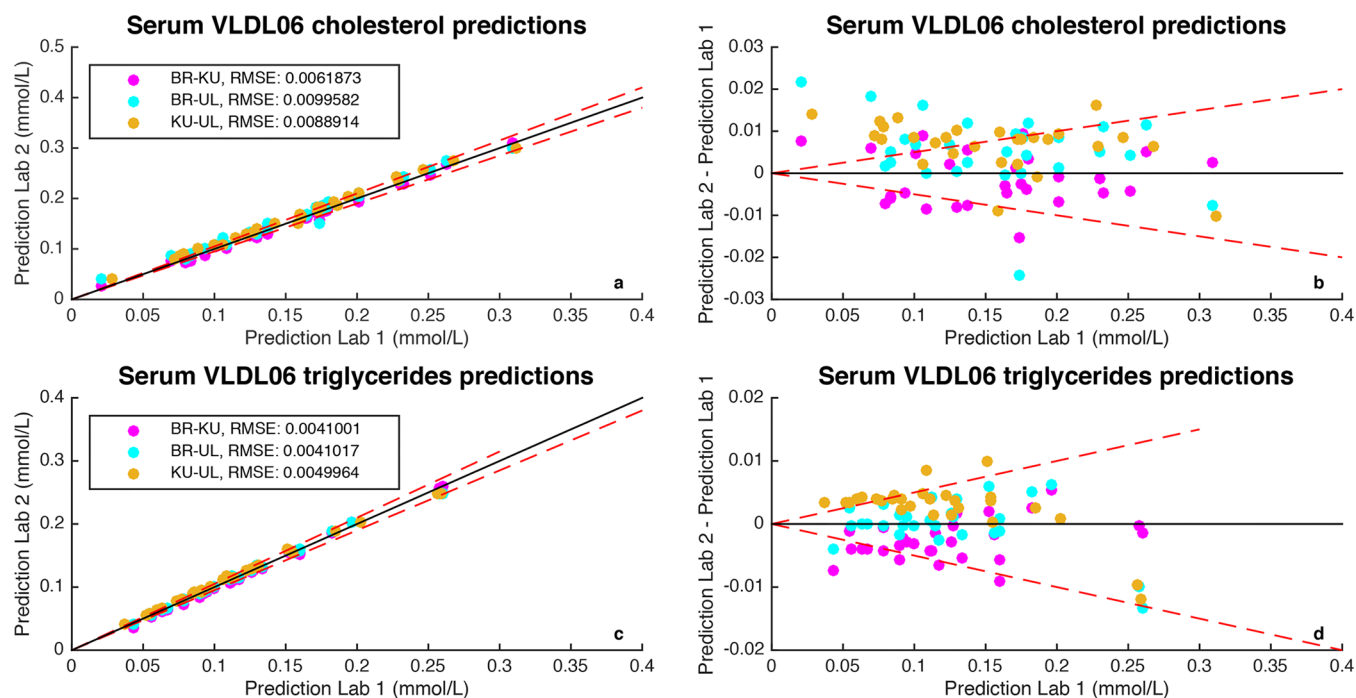 Serum VLDL06 cholesterol predictions
Prediction Lab 2 (mmol/L)
0.5
0.4
0.3
0.2
0.1
0
BR-KU, RMSE: 0.0061873
BR-UL, RMSE: 0.0099582
KU-UL, RMSE: 0.0088914
a
0 0.05 0.1 0.15 0.2 0.25 0.3 0.35 0.4
Prediction Lab 1 (mmol/L)
Serum VLDL06 cholesterol predictions
Prediction Lab 2 - Prediction Lab 1
0.03
0.02
0.01
0
-0.01
-0.02
-0.03
b
0 0.05 0.1 0.15 0.2 0.25 0.3 0.35 0.4
Prediction Lab 1 (mmol/L)
Serum VLDL06 triglycerides predictions
Prediction Lab 2 (mmol/L)
0.4
0.3
0.2
0.1
0
BR-KU, RMSE: 0.0041001
BR-UL, RMSE: 0.0041017
KU-UL, RMSE: 0.0049964
c
0 0.05 0.1 0.15 0.2 0.25 0.3 0.35 0.4
Prediction Lab 1 (mmol/L)
Serum VLDL06 triglycerides predictions
Prediction Lab 2 - Prediction Lab 1
0.02
0.01
0
-0.01
-0.02
d
0 0.05 0.1 0.15 0.2 0.25 0.3 0.35 0.4
Prediction Lab 1 (mmol/L)